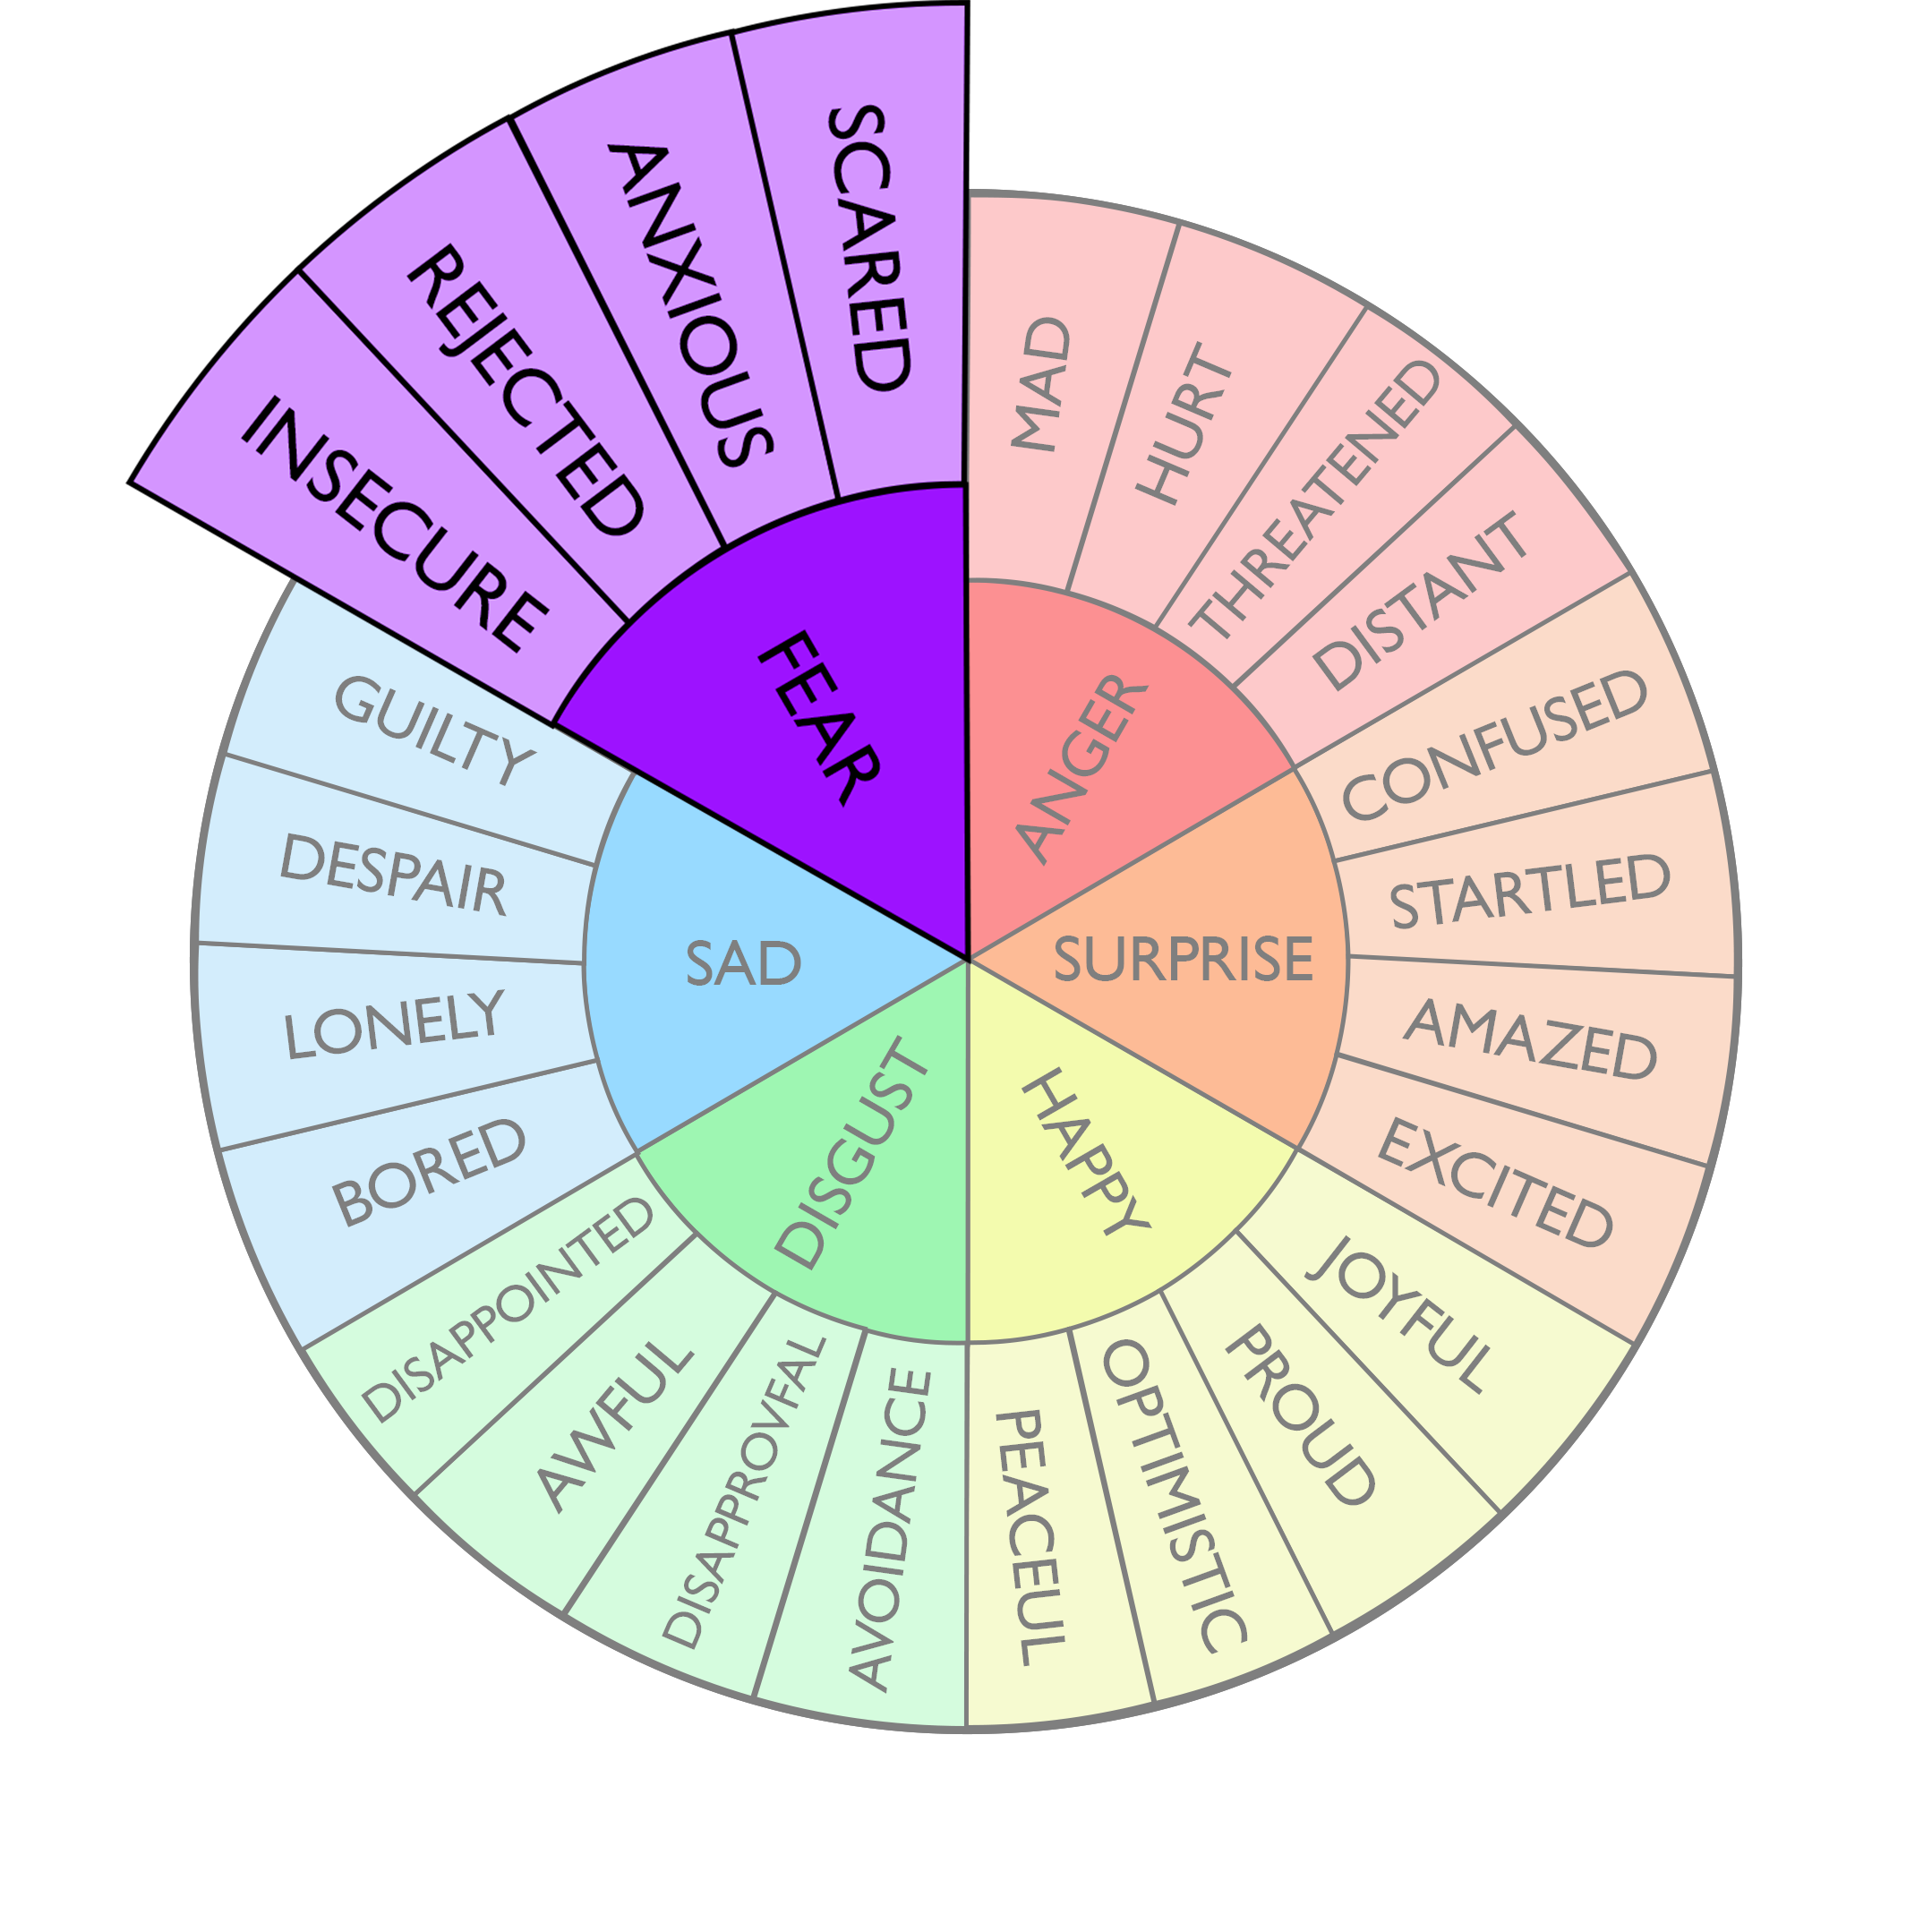 SCARED
ANXIOUS
REJECTED
INSECURE
FEAR
MAD
HURT
THREATENED
DISTANT
ANGER
CONFUSED
STARTLED
AMAZED
EXCITED
SURPRISE
JOYFUL
PROUD
OPTIMISTIC
PEACEUL
HAPPY
AVOIDANCE
DISAPPROVAL
AWFUL
DISAPPOINTED
DISGUST
BORED
LONELY
DESPAIR
GUILTY
SAD